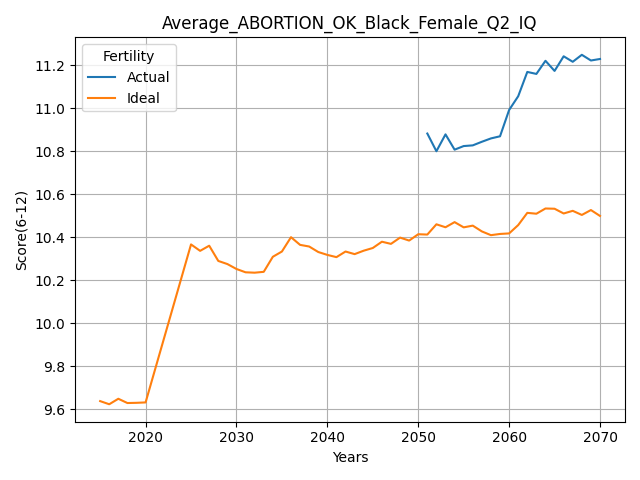 Average_ABORTION_OK_Black_Female_Q2_IQ
Fertility
Actual
Ideal
Score(6-12)
11.2
11.0
10.8
10.6
10.4
10.2
10.0
9.8
9.6
2020 2030 2040 2050 2060 2070
Years